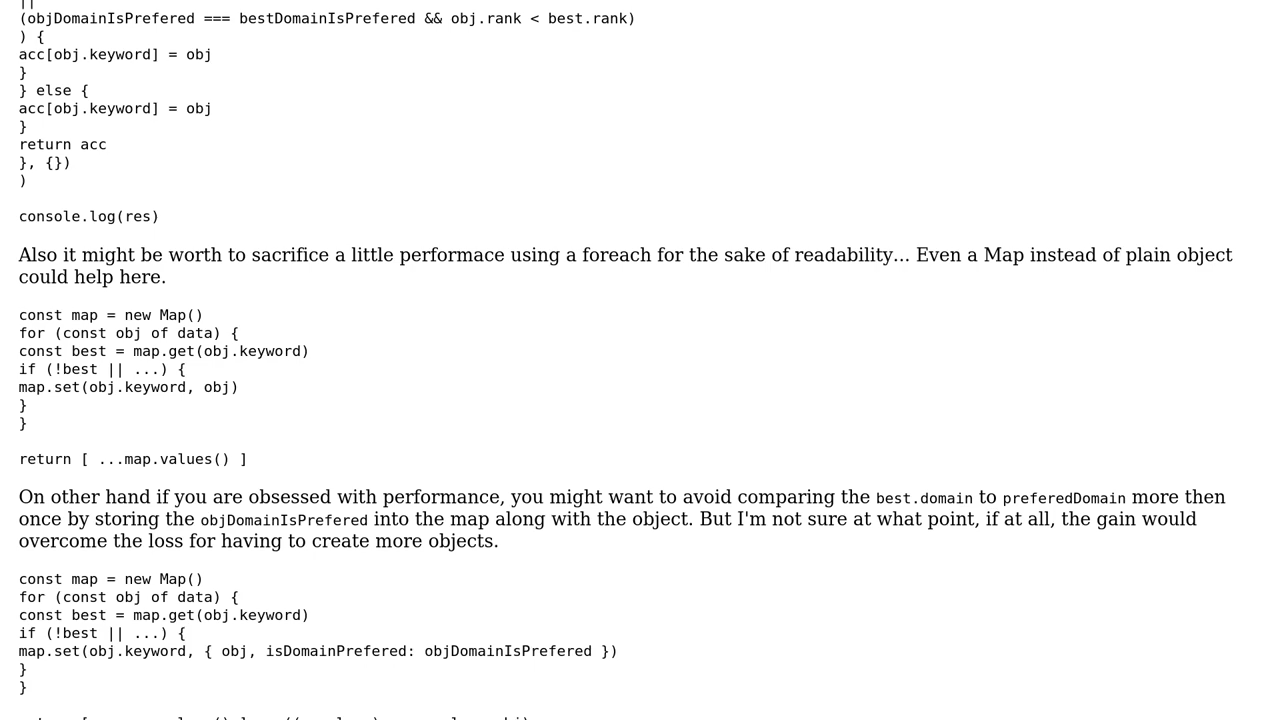 ||
(objDomainIsPrefered === bestDomainIsPrefered && obj.rank < best.rank)
) {
acc[obj.keyword] = obj
}
} else {
acc[obj.keyword] = obj
}
return acc
}, {})
)
console.log(res)
Also it might be worth to sacrifice a little performace using a foreach for the sake of readability... Even a Map instead of plain object
could help here.
const map = new Map()
for (const obj of data) {
const best = map.get(obj.keyword)
if (!best || ...) {
map.set(obj.keyword, obj)
}
}
return [ ...map.values() ]
On other hand if you are obsessed with performance, you might want to avoid comparing the best.domain to preferedDomain more then
once by storing the objDomainIsPrefered into the map along with the object. But I'm not sure at what point, if at all, the gain would
overcome the loss for having to create more objects.
const map = new Map()
for (const obj of data) {
const best = map.get(obj.keyword)
if (!best || ...) {
map.set(obj.keyword, { obj, isDomainPrefered: objDomainIsPrefered })
}
}